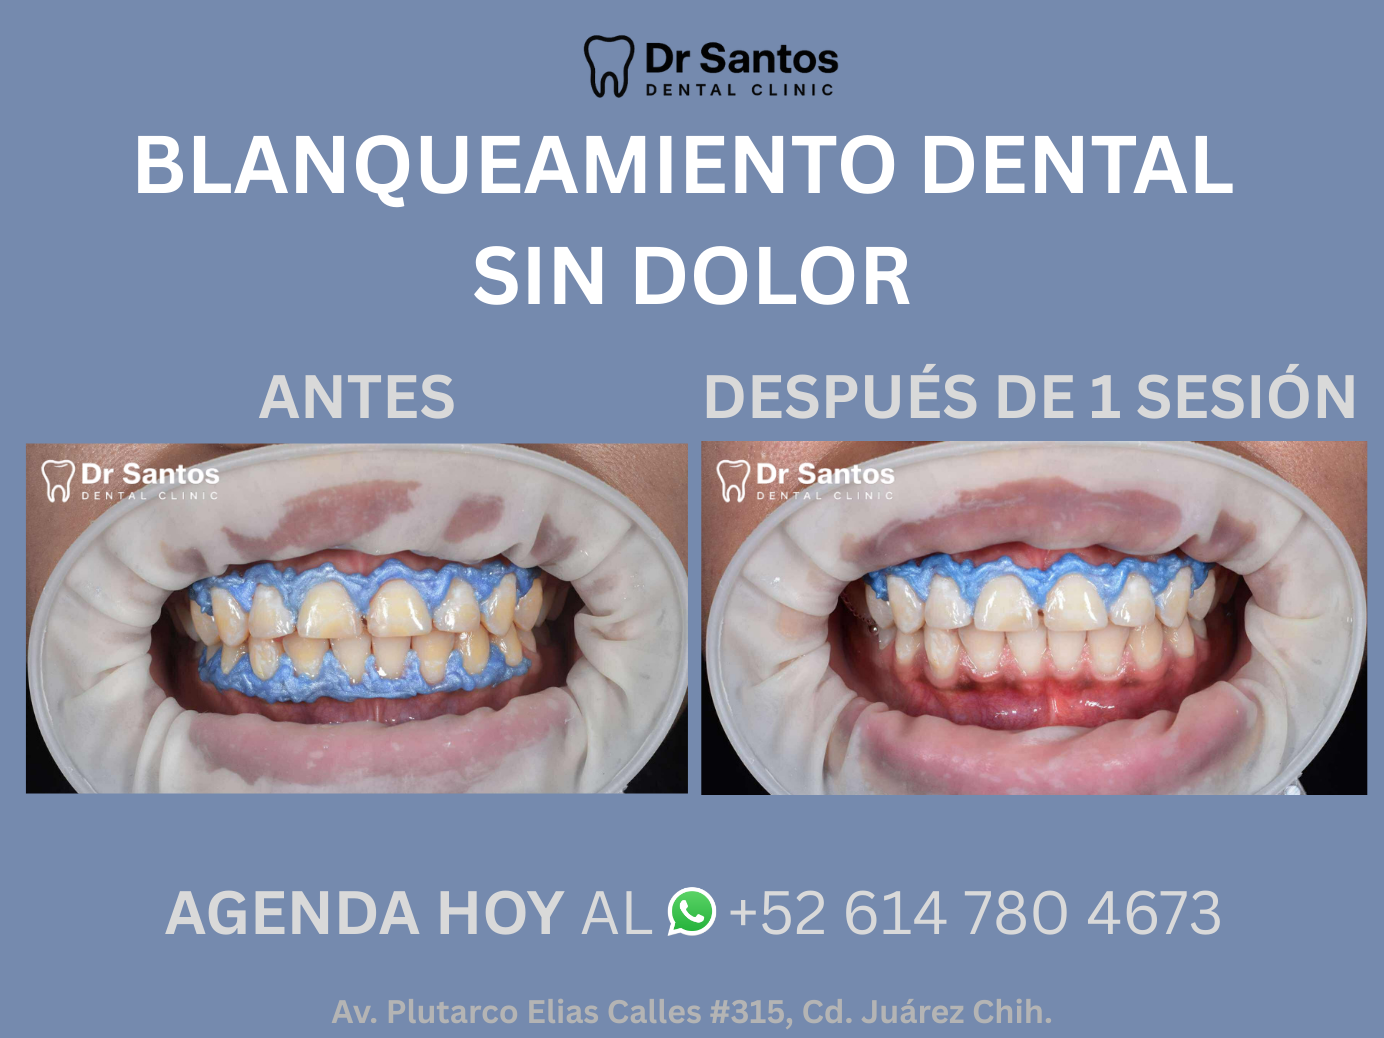 Dr Santos
DENTAL CLINIC
BLANQUEAMIENTO DENTAL
SIN DOLOR
ANTES
DESPUÉS DE 1 SESIÓN
Dr Santos
DENTAL CLINIC
Dr Santos
DENTAL CLINIC
AGENDA HOY AL +52 614 780 4673
Av. Plutarco Elias Calles #315, Cd. Juárez Chih.